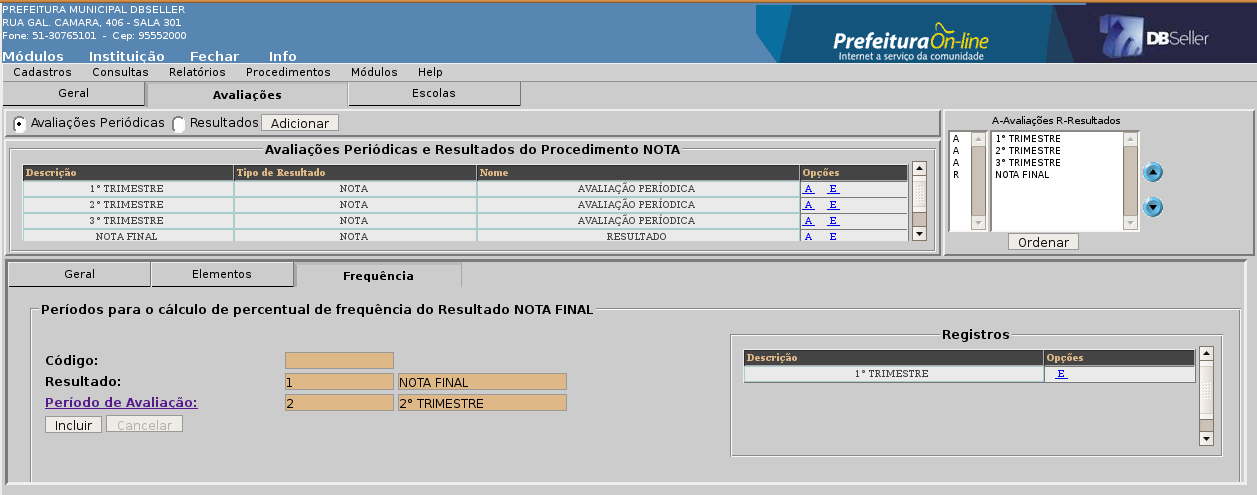 PREFEITURA MUNICIPAL DBSELLER
RUA GAL. CAMARA, 406 - SALA 301
Fone: 51-30765101 - Cep: 95552000
Prefeitura On-line
Internet a serviço da comunidade
DBSeller
Módulos Instituição Fechar Info
Cadastros Consultas Relatórios Procedimentos Módulos Help
Geral Avaliações Escolas
Avaliações Periódicas Resultados Adicionar
Avaliações Periódicas e Resultados do Procedimento NOTA
Descrição Tipo de Resultado Nome Opções
1° TRIMESTRE NOTA AVALIAÇÃO PERÍODICA A E
2° TRIMESTRE NOTA AVALIAÇÃO PERÍODICA A E
3° TRIMESTRE NOTA AVALIAÇÃO PERÍODICA A E
NOTA FINAL NOTA RESULTADO A E
A-Avaliações R-Resultados
A 1° TRIMESTRE
A 2° TRIMESTRE
A 3° TRIMESTRE
R NOTA FINAL
Ordenar
Geral Elementos Frequência
Períodos para o cálculo de percentual de frequência do Resultado NOTA FINAL
Código:
Resultado: 1 NOTA FINAL
Período de Avaliação: 2 2° TRIMESTRE
Incluir Cancelar
Registros
Descrição Opções
1° TRIMESTRE E